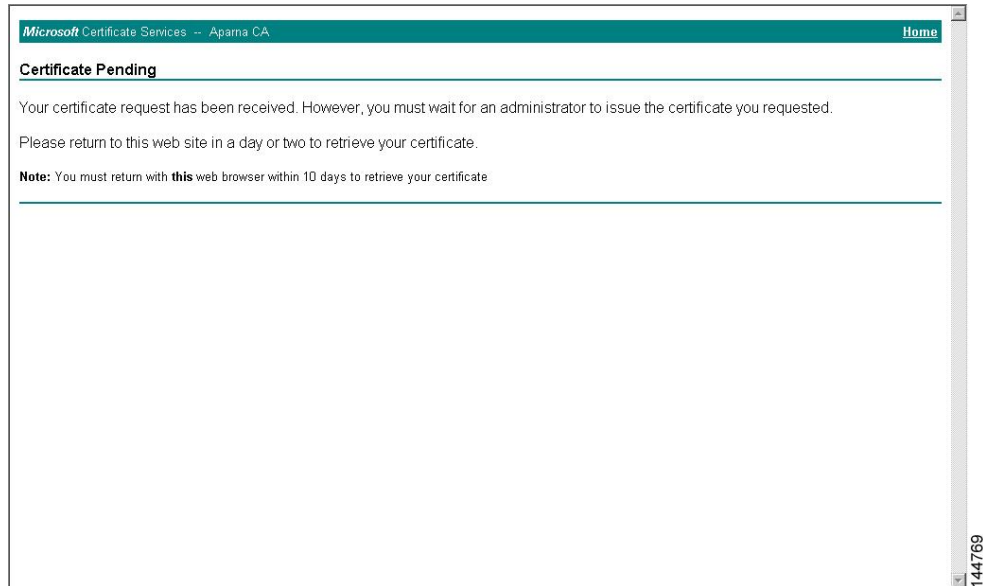 Microsoft Certificate Services -- Aparna CA Home
Certificate Pending
Your certificate request has been received. However, you must wait for an administrator to issue the certificate you requested.
Please return to this web site in a day or two to retrieve your certificate.
Note: You must return with this web browser within 10 days to retrieve your certificate
144769